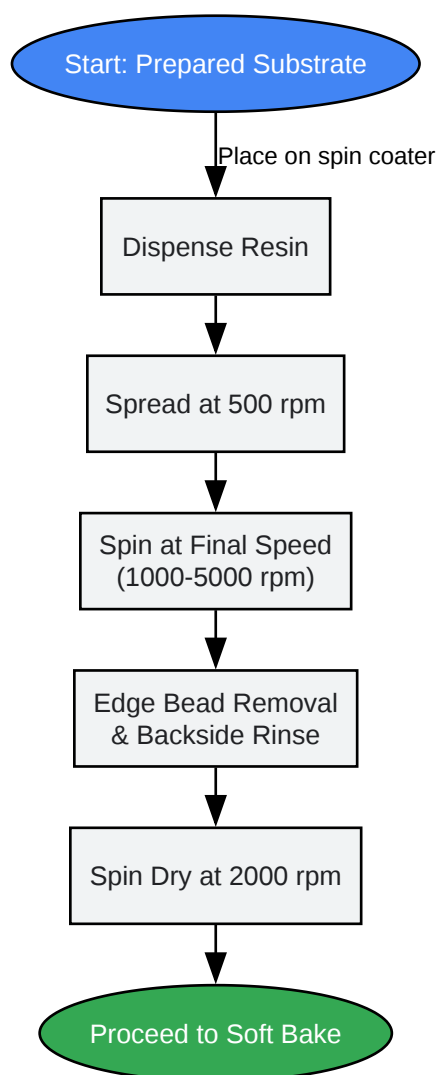 Start: Prepared Substrate
Place on spin coater
Dispense Resin
Spread at 500 rpm
Spin at Final Speed
(1000-5000 rpm)
Edge Bead Removal
& Backside Rinse
Spin Dry at 2000 rpm
Proceed to Soft Bake